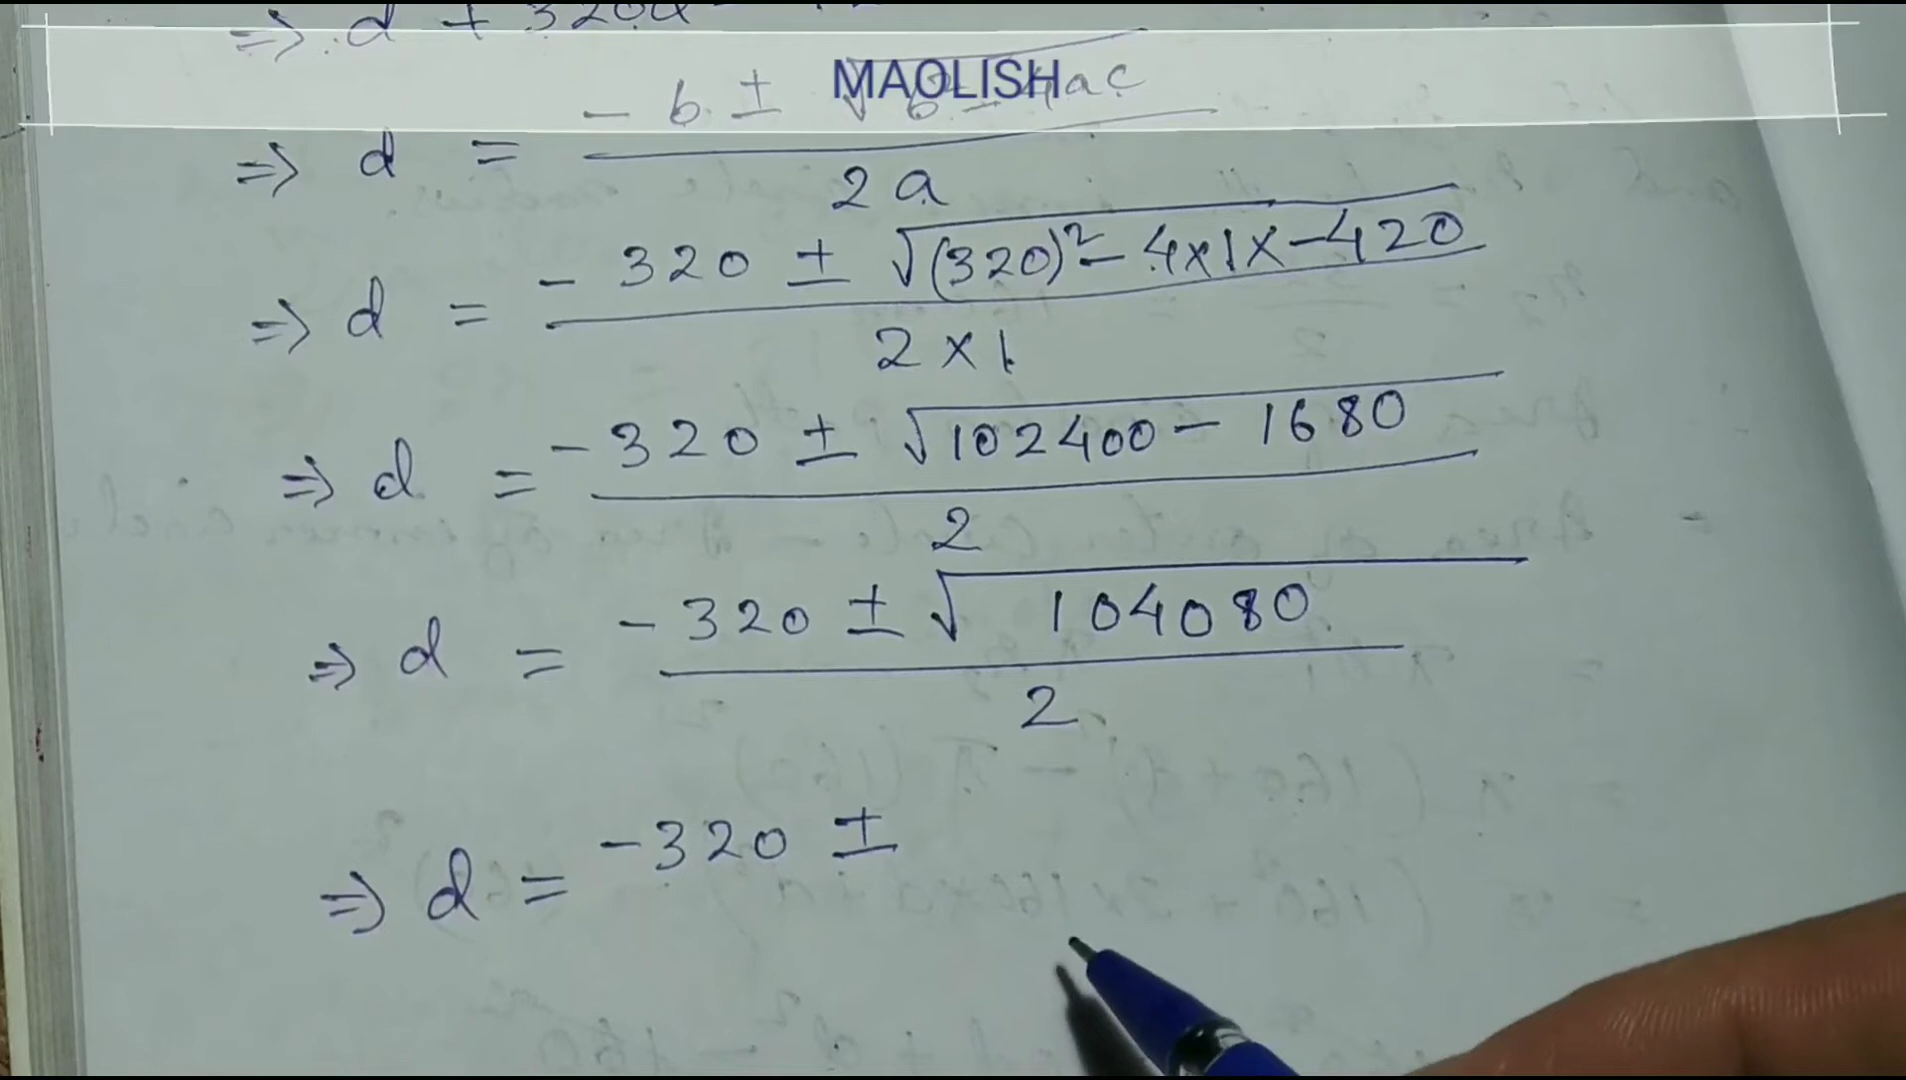 ⇒ d + 320d
MAOLISH
⇒ d = - b ± √b² - 4ac / 2a
⇒ d = - 320 ± √(320)² - 4×1×-420 / 2×1
⇒ d = -320 ± √102400 - 1680 / 2
⇒ d = -320 ± √104080 / 2
⇒ d = -320 ±